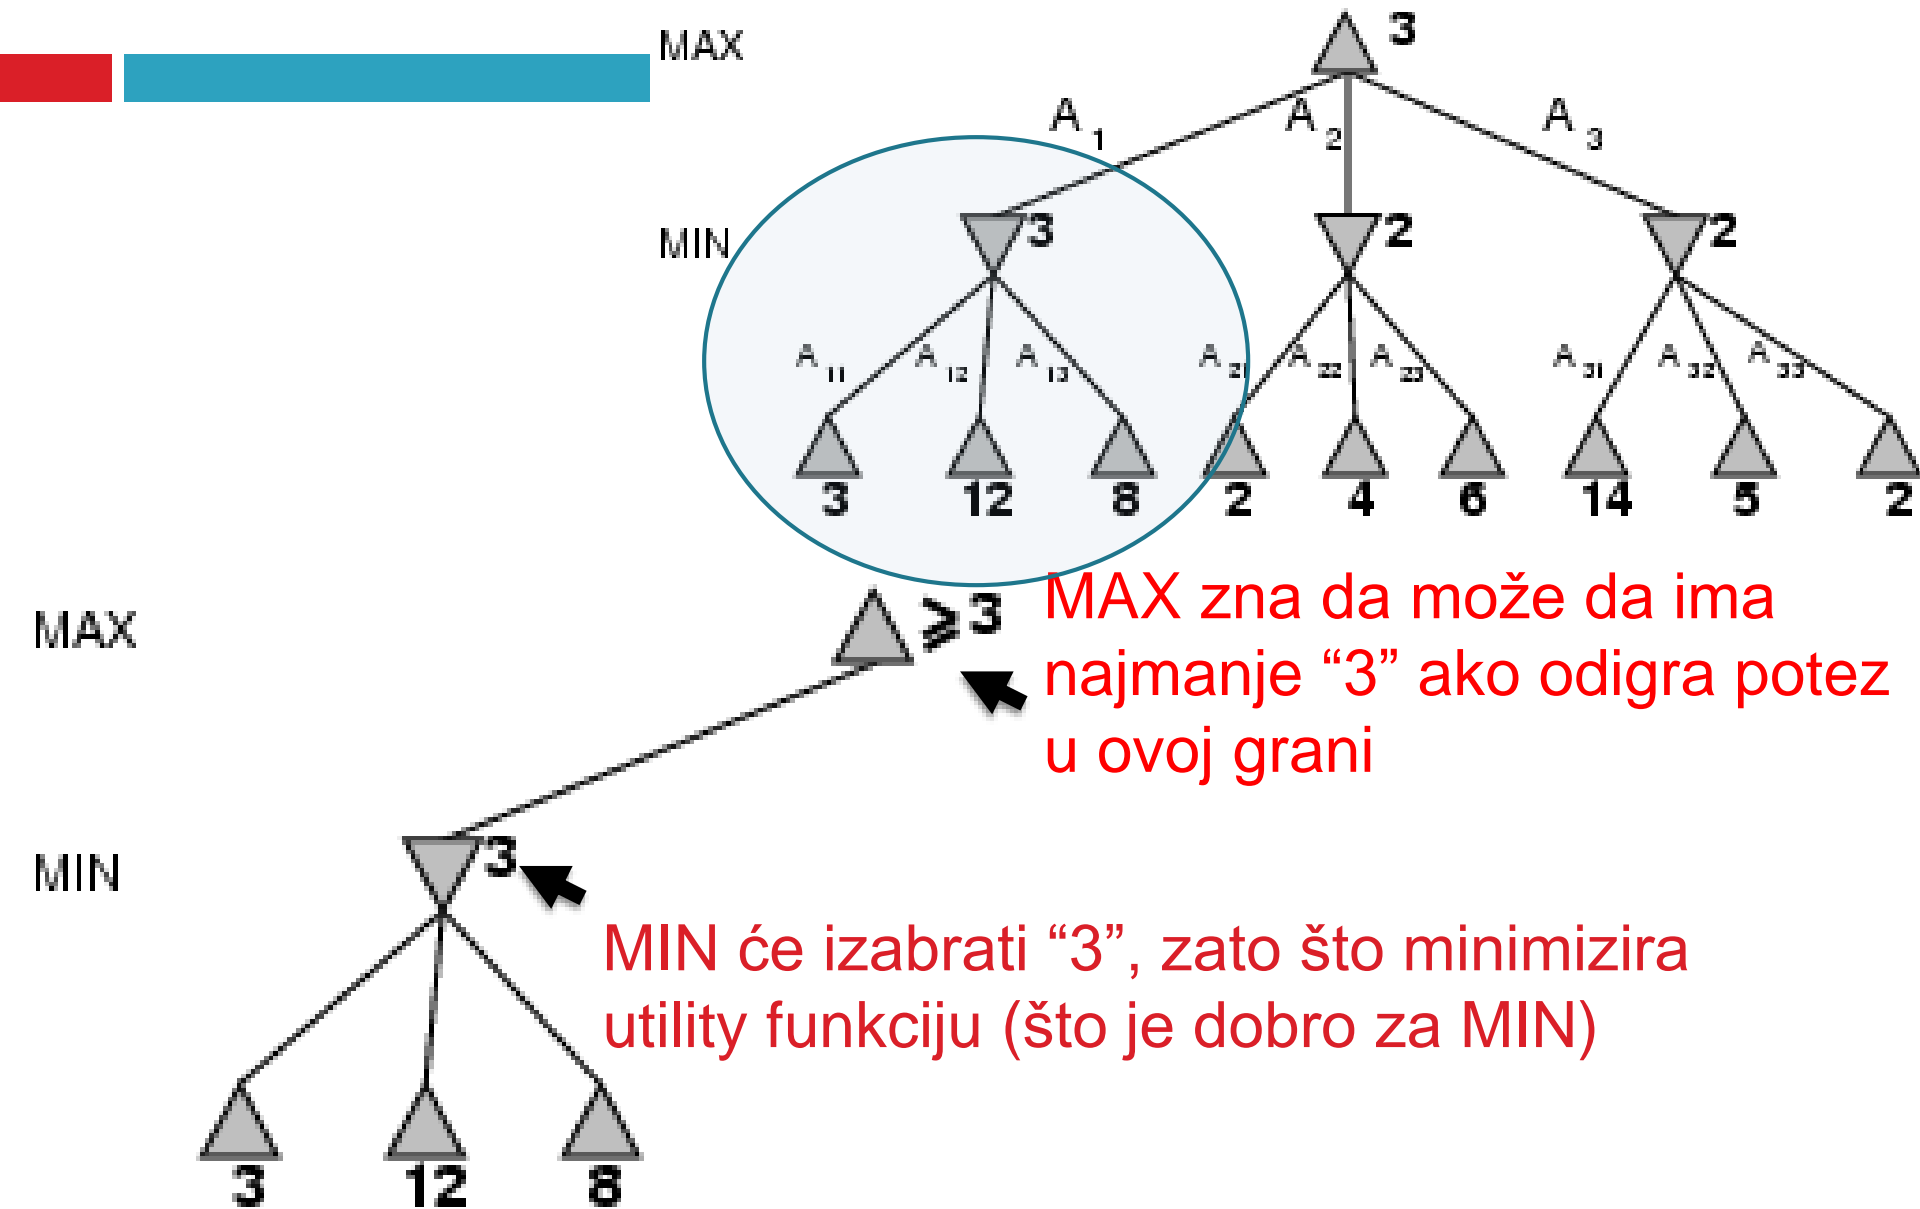 MAX 3
A 1 A 2 A 3
MIN 3 2 2
A 11 A 12 A 13 A 21 A 22 A 23 A 31 A 32 A 33
3 12 8 2 4 6 14 5 2
MAX ≥3
MAX zna da može da ima
najmanje “3” ako odigra potez
u ovoj grani
MIN 3
MIN će izabrati “3”, zato što minimizira
utility funkciju (što je dobro za MIN)
3 12 8